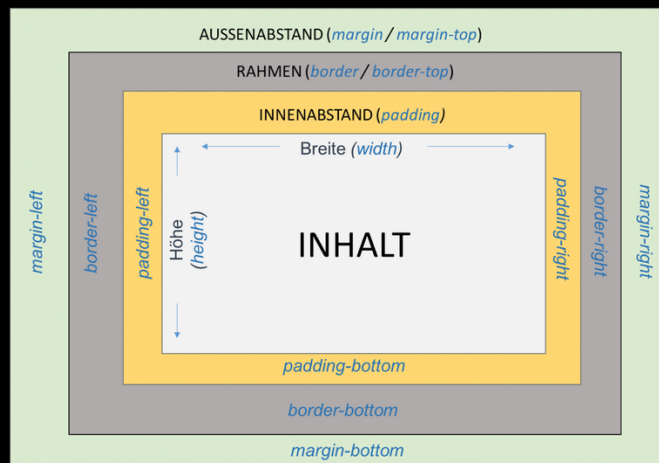 AUSSENABSTAND (margin / margin-top)
RAHMEN (border / border-top)
INNENABSTAND (padding)
Breite (width)
margin-left
border-left
padding-left
Höhe
(height)
INHALT
padding-right
border-right
margin-right
padding-bottom
border-bottom
margin-bottom